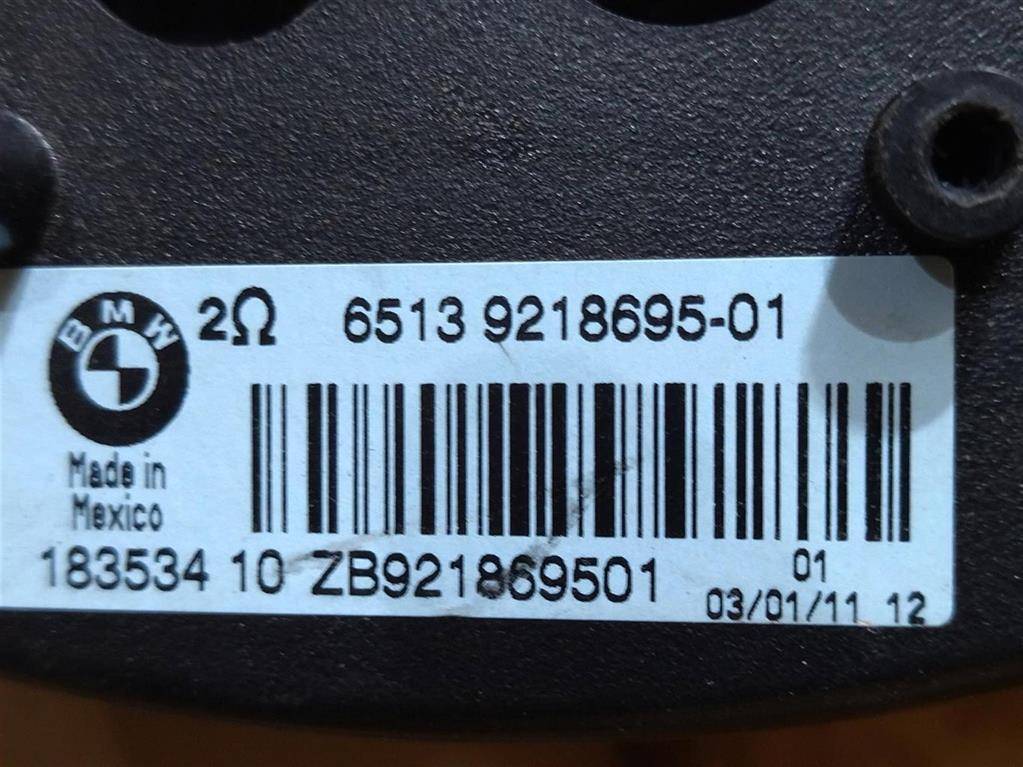 BMW
2Ω 6513 9218695-01
Made in
Mexico
183534 10 ZB921869501
01
03/01/11 12